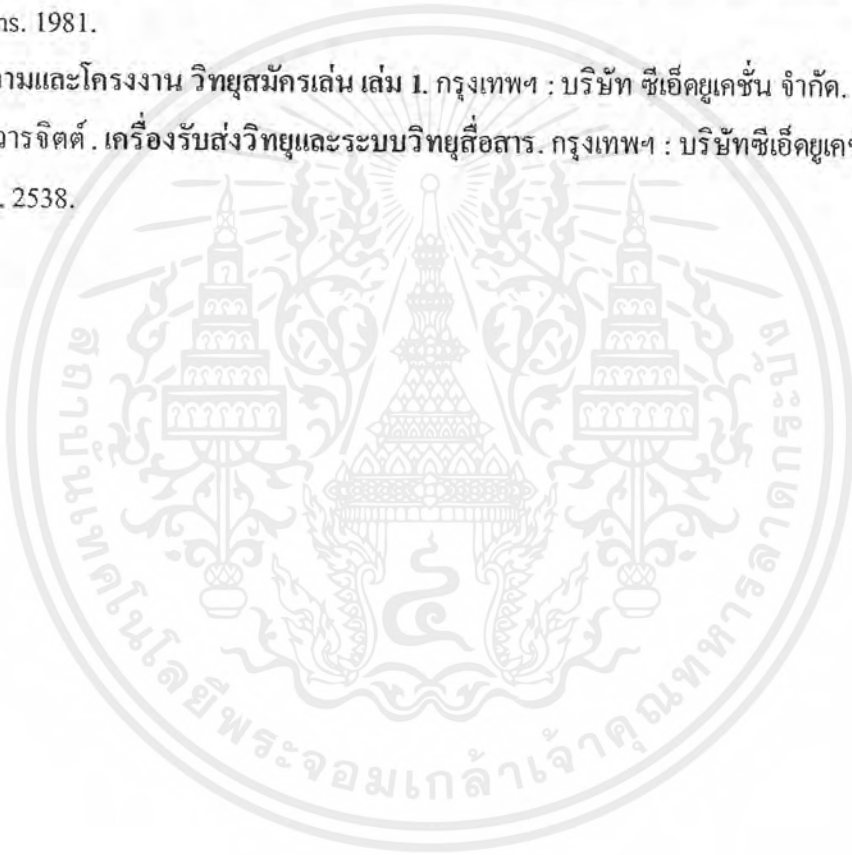 ns. 1981.
ามและโครงงาน วิทยุสมัครเล่น เล่ม 1. กรุงเทพฯ : บริษัท ซีเอ็ดยูเคชั่น จำกัด.
วารจิตต์. เครื่องรับส่งวิทยุและระบบวิทยุสื่อสาร. กรุงเทพฯ : บริษัทซีเอ็ดยูเค
. 2538.
สถาบันเทคโนโลยีพระจอมเกล้าเจ้าคุณทหารลาดกระบัง